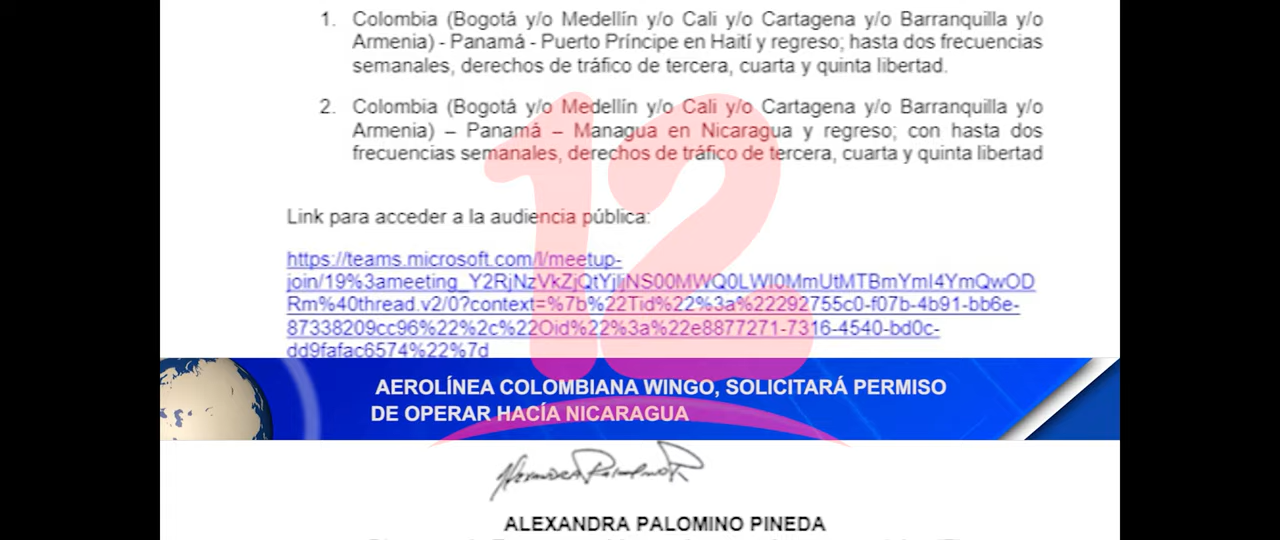 1. Colombia (Bogotá y/o Medellín y/o Cali y/o Cartagena y/o Barranquilla y/o
Armenia) - Panamá - Puerto Príncipe en Haití y regreso; hasta dos frecuencias
semanales, derechos de tráfico de tercera, cuarta y quinta libertad.
2. Colombia (Bogotá y/o Medellín y/o Cali y/o Cartagena y/o Barranquilla y/o
Armenia) – Panamá – Managua en Nicaragua y regreso; con hasta dos
frecuencias semanales, derechos de tráfico de tercera, cuarta y quinta libertad
12
Link para acceder a la audiencia pública:
https://teams.microsoft.com/l/meetup-
join/19%3ameeting_Y2RjNzVkZjQtYjljNS00MWQ0LWI0MmUtMTBmYmI4YmQwOD
Rm%40thread.v2/0?context=%7b%22Tid%22%3a%22292755c0-f07b-4b91-bb6e-
87338209cc96%22%2c%22Oid%22%3a%22e8877271-7316-4540-bd0c-
dd9fafac6574%22%7d
AEROLÍNEA COLOMBIANA WINGO, SOLICITARÁ PERMISO
DE OPERAR HACÍA NICARAGUA
Alexandra Palomino P.
ALEXANDRA PALOMINO PINEDA